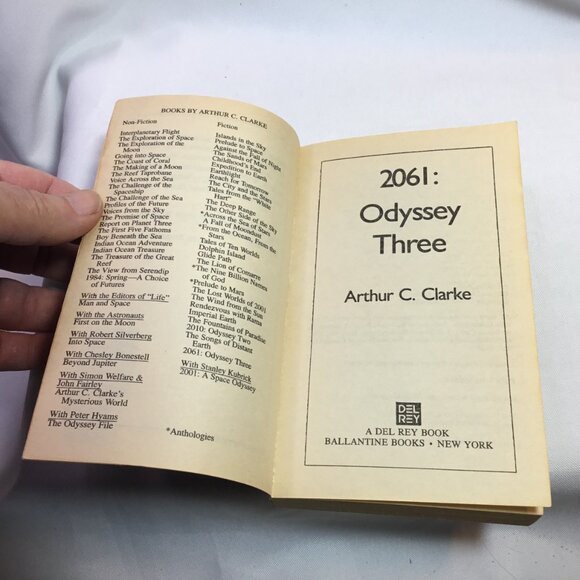 BOOKS BY ARTHUR C. CLARKE
Non-Fiction
Interplanetary Flight
The Exploration of Space
The Exploration of the
Moon
Going into Space
The Coast of Coral
The Making of a Moon
The Reef Taprobane
Voice Across the Sea
The Challenge of the
Spaceship
The Challenge of the Sea
Profiles of the Future
Voices from the Sky
The Promise of Space
Report on Planet Three
The First Five Fathoms
Boy Beneath the Sea
Indian Ocean Adventure
Indian Ocean Treasure
The Treasure of the Great
Reef
The View from Serendip
1984: Spring—A Choice
of Futures
With the Editors of "Life"
Man and Space
With the Astronauts
First on the Moon
With Robert Silverberg
Into Space
With Chesley Bonestell
Beyond Jupiter
With Simon Welfare &
John Fairley
Arthur C. Clarke's
Mysterious World
With Peter Hyams
The Odyssey File
Fiction
Islands in the Sky
Prelude to Space
Against the Fall of Night
The Sands of Mars
Childhood's End
Expedition to Earth
Earthlight
Reach for Tomorrow
The City and the Stars
Tales from the "White
Hart"
The Deep Range
The Other Side of the Sky
*Across the Sea of Stars
A Fall of Moondust
*From the Ocean, From the
Stars
Tales of Ten Worlds
Dolphin Island
Glide Path
The Lion of Comarre
*The Nine Billion Names
of God
*Prelude to Mars
The Lost Worlds of 2001
The Wind from the Sun
Rendezvous with Rama
Imperial Earth
The Fountains of Paradise
2010: Odyssey Two
The Songs of Distant
Earth
2061: Odyssey Three
With Stanley Kubrick
2001: A Space Odyssey
*Anthologies
2061:
Odyssey
Three
Arthur C. Clarke
DEL
REY
A DEL REY BOOK
BALLANTINE BOOKS • NEW YORK